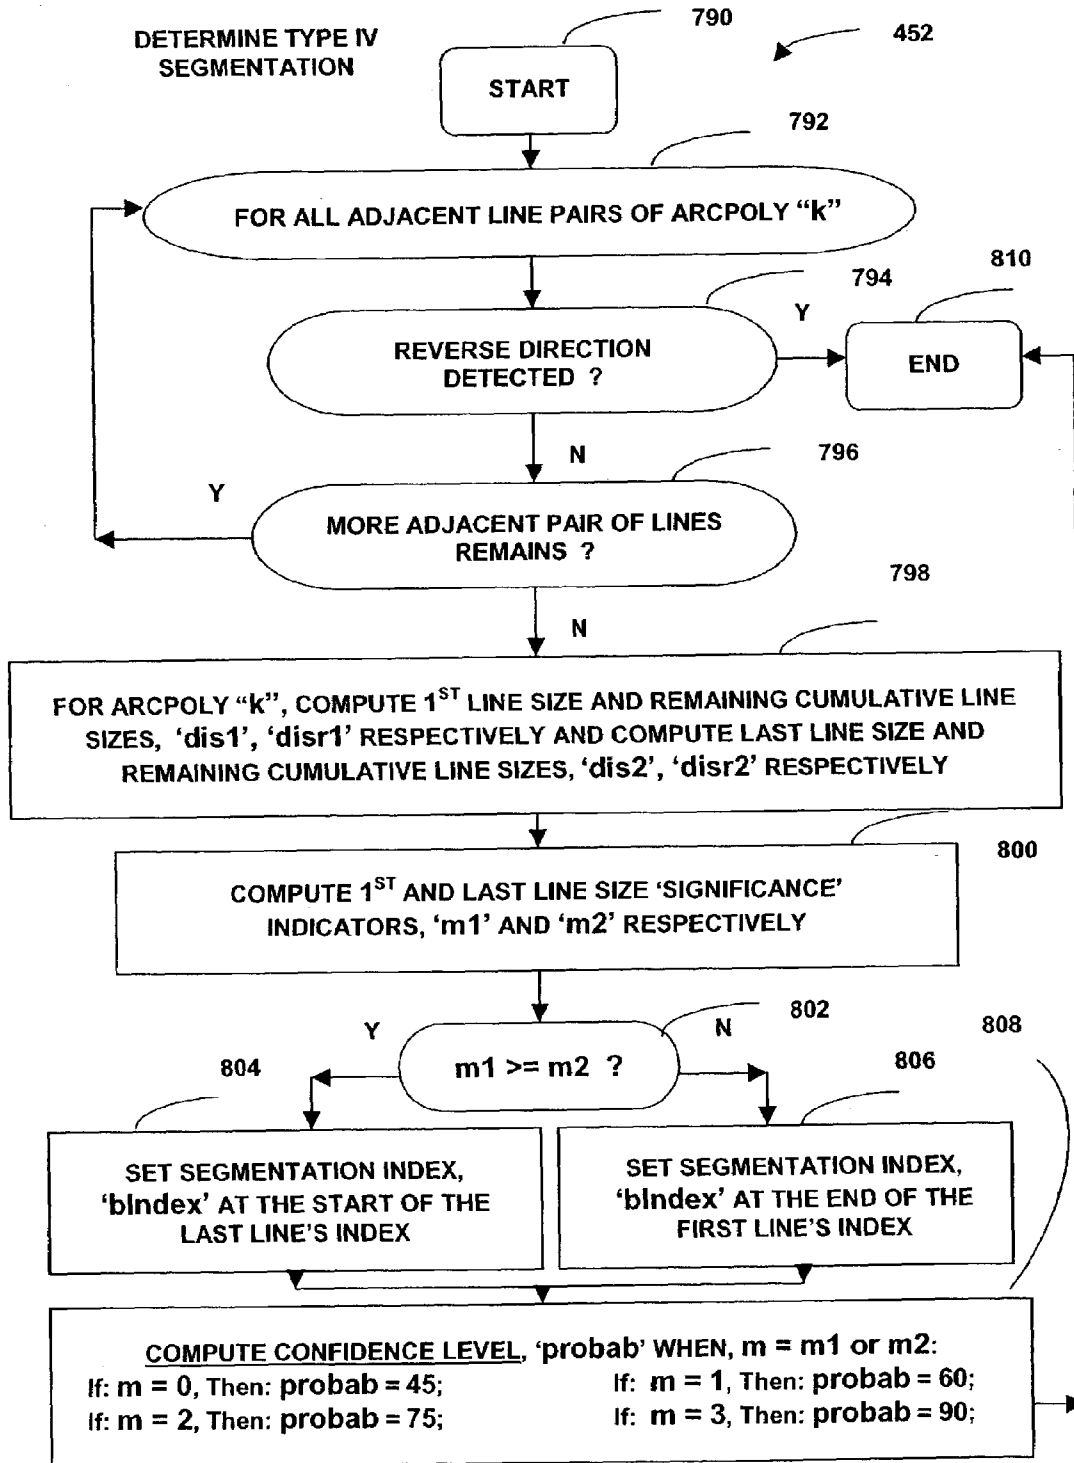 DETERMINE TYPE IV
SEGMENTATION
790
452
START
792
FOR ALL ADJACENT LINE PAIRS OF ARCPOLY “k”
810
794
Y
REVERSE DIRECTION
DETECTED ?
END
N
796
Y
MORE ADJACENT PAIR OF LINES
REMAINS ?
798
N
FOR ARCPOLY “k”, COMPUTE 1ST LINE SIZE AND REMAINING CUMULATIVE LINE
SIZES, ‘dis1’, ‘disr1’ RESPECTIVELY AND COMPUTE LAST LINE SIZE AND
REMAINING CUMULATIVE LINE SIZES, ‘dis2’, ‘disr2’ RESPECTIVELY
800
COMPUTE 1ST AND LAST LINE SIZE ‘SIGNIFICANCE’
INDICATORS, ‘m1’ AND ‘m2’ RESPECTIVELY
802
Y
N
808
m1 >= m2 ?
804
806
SET SEGMENTATION INDEX,
‘bIndex’ AT THE START OF THE
LAST LINE’S INDEX
SET SEGMENTATION INDEX,
‘bIndex’ AT THE END OF THE
FIRST LINE’S INDEX
COMPUTE CONFIDENCE LEVEL, ‘probab’ WHEN, m = m1 or m2:
If: m = 0, Then: probab = 45; If: m = 1, Then: probab = 60;
If: m = 2, Then: probab = 75; If: m = 3, Then: probab = 90;